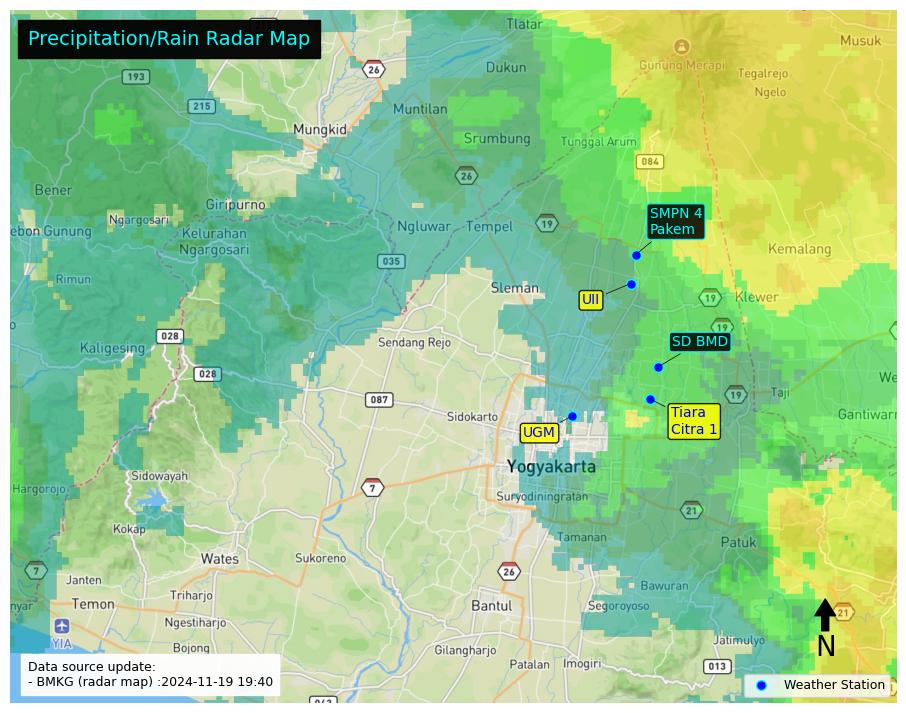 Precipitation/Rain Radar Map
Tlatar
Musuk
26
Gunung Merapi
193
Dukun
Tegalrejo
Ngelo
215
Muntilan
Mungkid
Srumbung
Tunggal Arum
084
26
Bener
Giripurno
SMPN 4
Pakem
Ngargosari
Ngluwar
Tempel
19
ebon Gunung
Kelurahan
Ngargosari
Kemalang
035
Rimun
Sleman
UII
19
Klewer
19
028
SD BMD
Kaligesing
Sendang Rejo
028
We
087
19
Taji
Sidokarto
Tiara
Citra 1
Gantiwarn
UGM
Yogyakarta
Sidowayah
Hargorojo
7
Suryodiningratan
21
Kokap
Tamanan
Patuk
Wates
Sukoreno
7
26
Janten
Bawuran
Triharjo
Temon
Bantul
Segoroyoso
nyar
21
Ngestiharjo
N
YIA
Jatimulyo
Bojong
Gilangharjo
Patalan
Imogiri
013
Data source update:
- BMKG (radar map) :2024-11-19 19:40
Weather Station